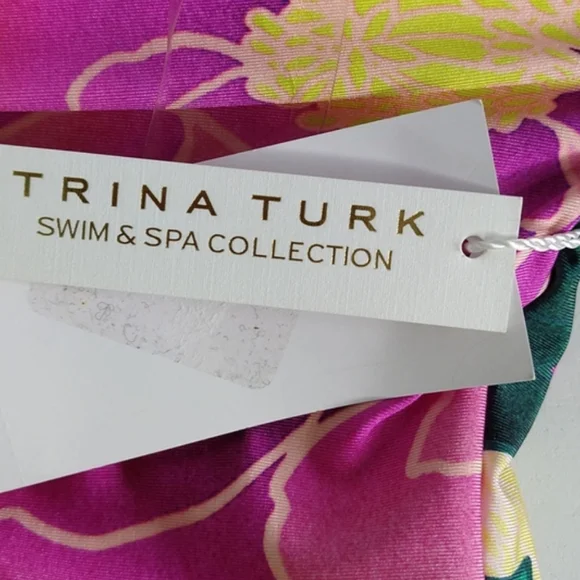 TRINA TURK
SWIM & SPA COLLECTION